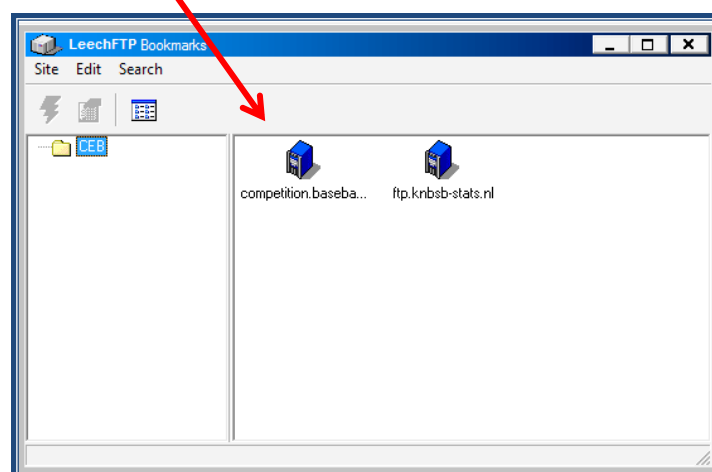 LeechFTP Bookmarks
Site Edit Search
CEB
competition.baseba... ftp.knbsb-stats.nl